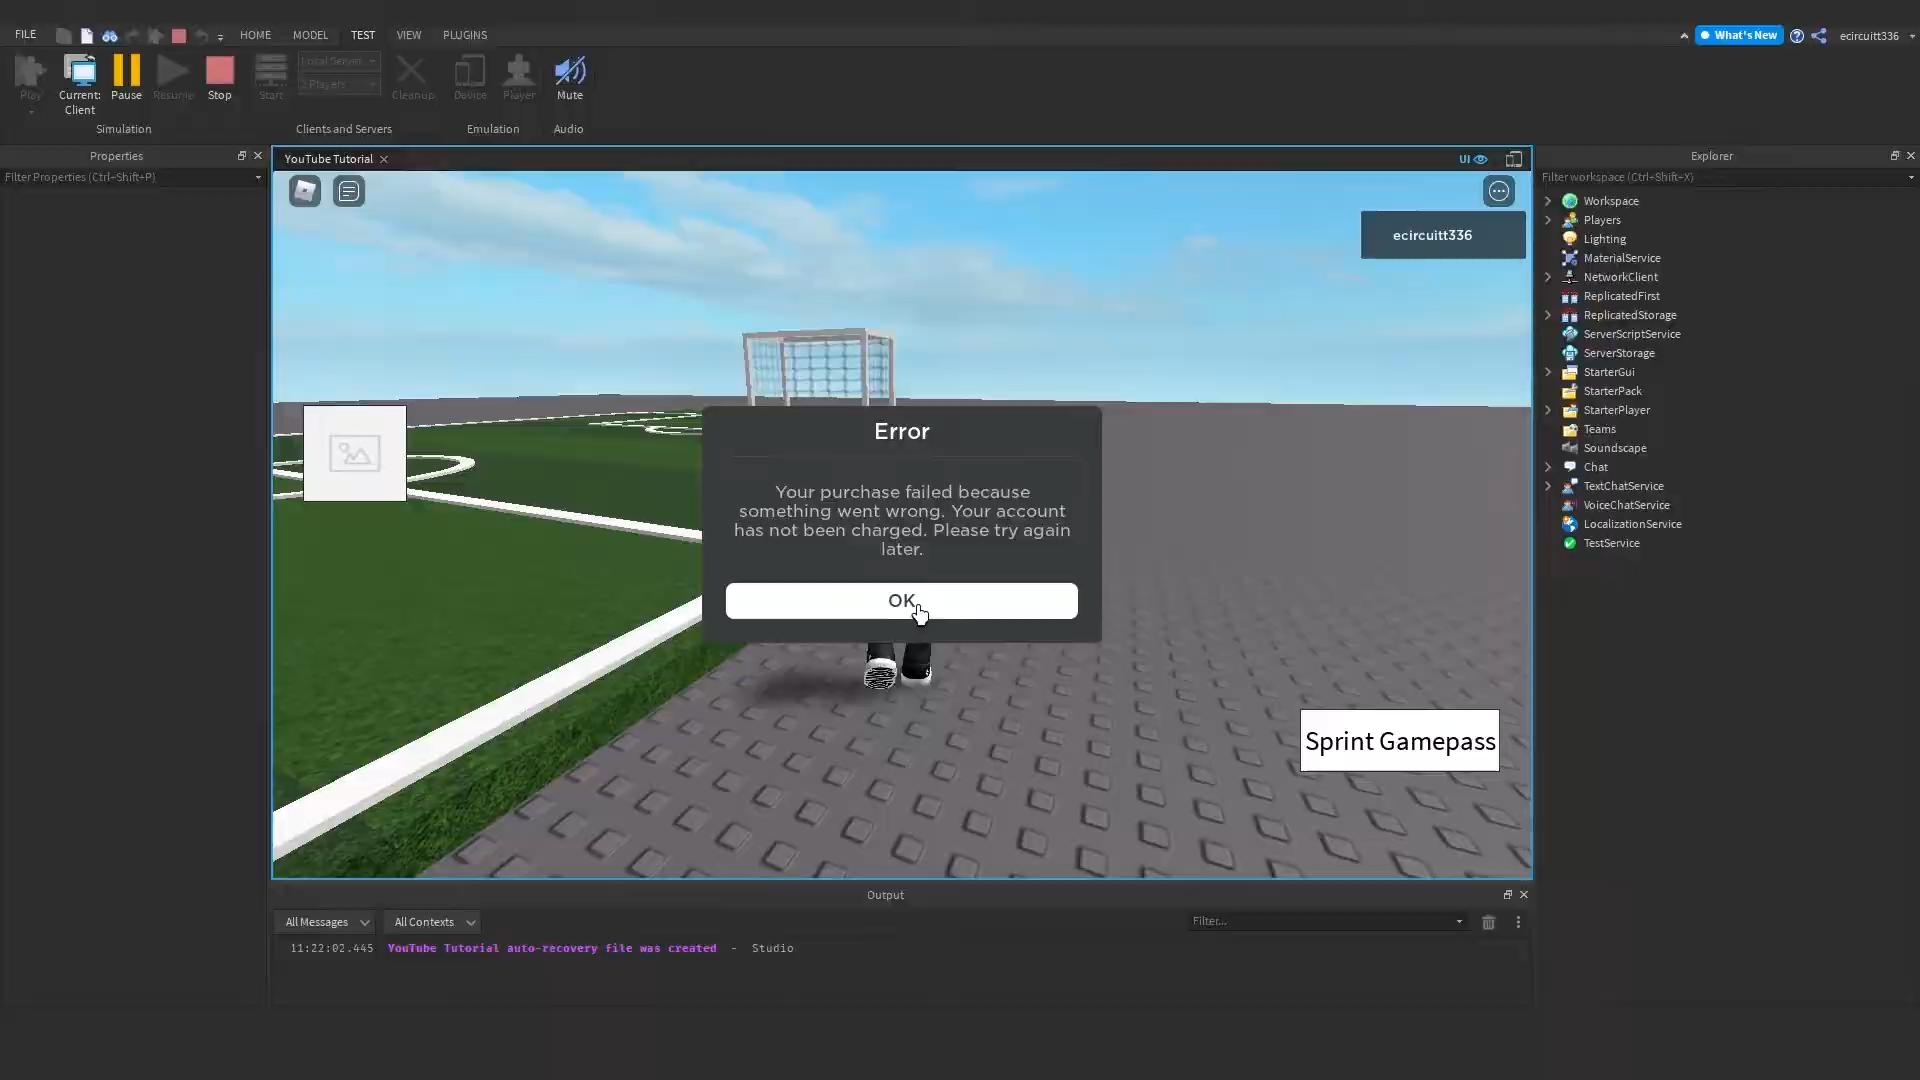 FILE
HOME
MODEL
TEST
VIEW
PLUGINS
What's New
ecircuitt336
Play
Current:
Client
Pause
Resume
Stop
Start
Local Server
2 Players
Cleanup
Device
Player
Mute
Simulation
Clients and Servers
Emulation
Audio
Properties
Filter Properties (Ctrl+Shift+P)
YouTube Tutorial
UI
ecircuitt336
Error
Your purchase failed because
something went wrong. Your account
has not been charged. Please try again
later.
OK
Sprint Gamepass
Explorer
Filter workspace (Ctrl+Shift+X)
Workspace
Players
Lighting
MaterialService
NetworkClient
ReplicatedFirst
ReplicatedStorage
ServerScriptService
ServerStorage
StarterGui
StarterPack
StarterPlayer
Teams
Soundscape
Chat
TextChatService
VoiceChatService
LocalizationService
TestService
Output
All Messages
All Contexts
Filter...
11:22:02.445 YouTube Tutorial auto-recovery file was created - Studio